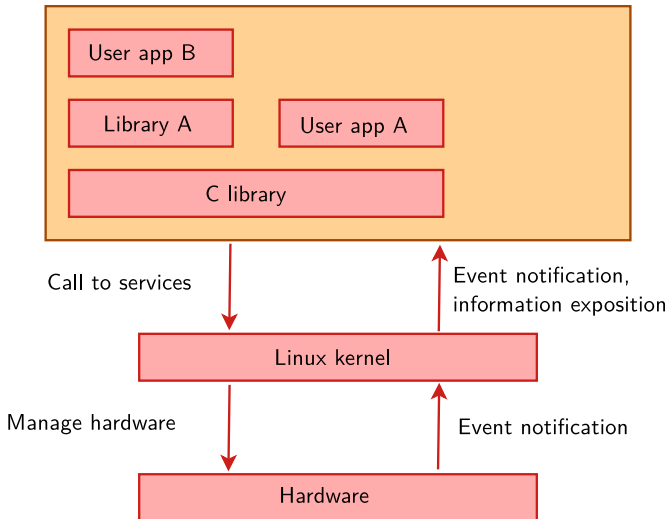 User app B
Library A
User app A
C library
Call to services
Event notification,
information exposition
Linux kernel
Manage hardware
Event notification
Hardware